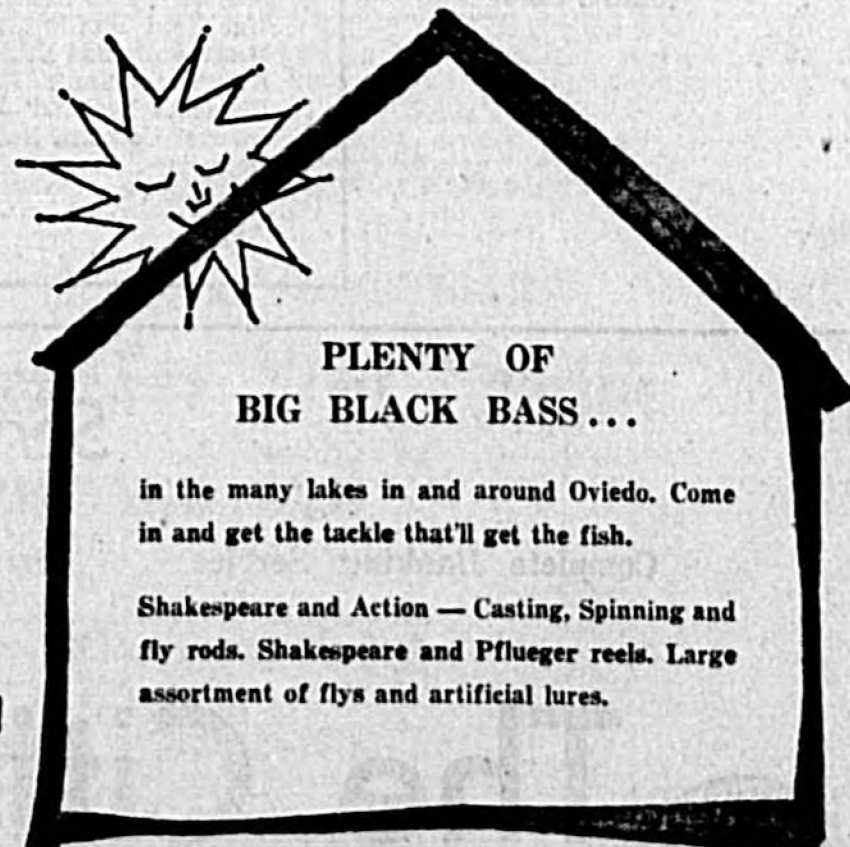 PLENTY OF
BIG BLACK BASS...
in the many lakes in and around Oviedo. Come
in and get the tackle that'll get the fish.
Shakespeare and Action — Casting, Spinning and
fly rods. Shakespeare and Pflueger reels. Large
assortment of flys and artificial lures.